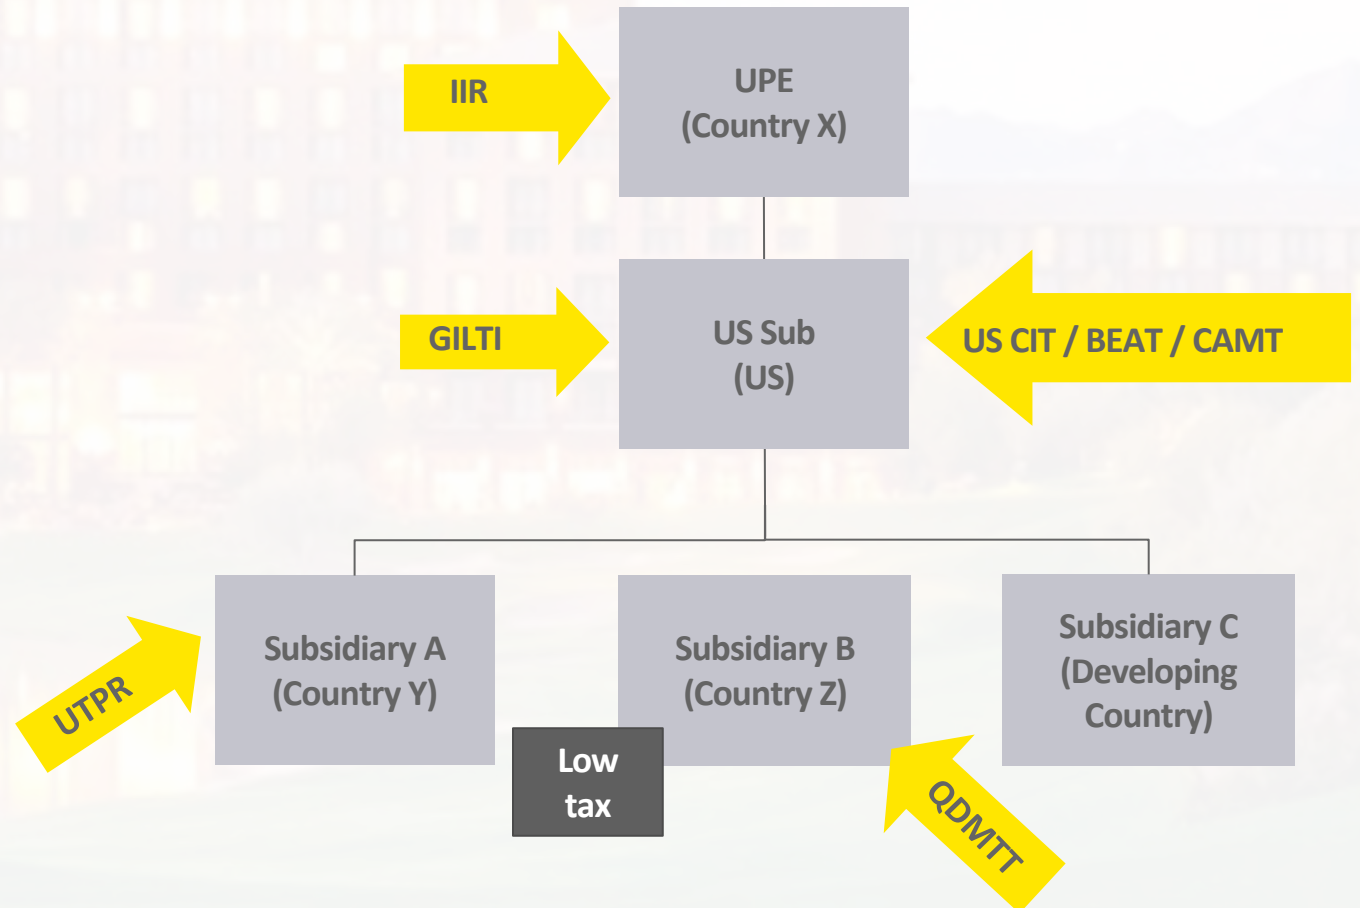 IIR
UPE
(Country X)
GILTI
US Sub
(US)
US CIT / BEAT / CAMT
UTPR
Subsidiary A
(Country Y)
Subsidiary B
(Country Z)
Subsidiary C
(Developing
Country)
Low
tax
QDMTT